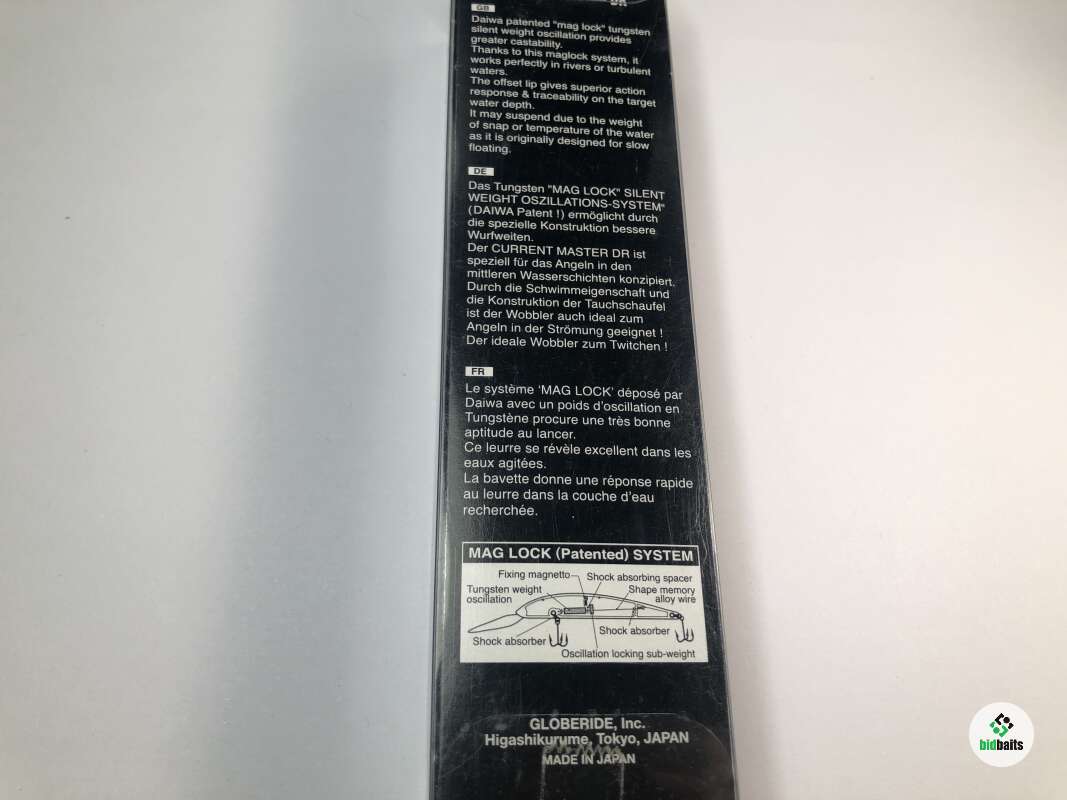 GB
Daiwa patented "mag lock" tungsten
silent weight oscillation provides
greater castability.
Thanks to this maglock system, it
works perfectly in rivers or turbulent
waters.
The offset lip gives superior action
response & traceability on the target
water depth.
It may suspend due to the weight
of snap or temperature of the water
as it is originally designed for slow
floating.
DE
Das Tungsten "MAG LOCK" SILENT
WEIGHT OSZILLATIONS-SYSTEM"
(DAIWA Patent !) ermöglicht durch
die spezielle Konstruktion bessere
Wurfweiten.
Der CURRENT MASTER DR ist
speziell für das Angeln in den
mittleren Wasserschichten konzipiert.
Durch die Schwimmeigenschaft und
die Konstruktion der Tauchschaufel
ist der Wobbler auch ideal zum
Angeln in der Strömung geeignet !
Der ideale Wobbler zum Twitchen !
FR
Le système 'MAG LOCK' déposé par
Daiwa avec un poids d'oscillation en
Tungstène procure une très bonne
aptitude au lancer.
Ce leurre se révèle excellent dans les
eaux agitées.
La bavette donne une réponse rapide
au leurre dans la couche d'eau
recherchée.
MAG LOCK (Patented) SYSTEM
Fixing magnetto
Shock absorbing spacer
Tungsten weight
oscillation
Shape memory
alloy wire
Shock absorber
Shock absorber
Oscillation locking sub-weight
GLOBERIDE, Inc.
Higashikurume, Tokyo, JAPAN
MADE IN JAPAN
bidbaits